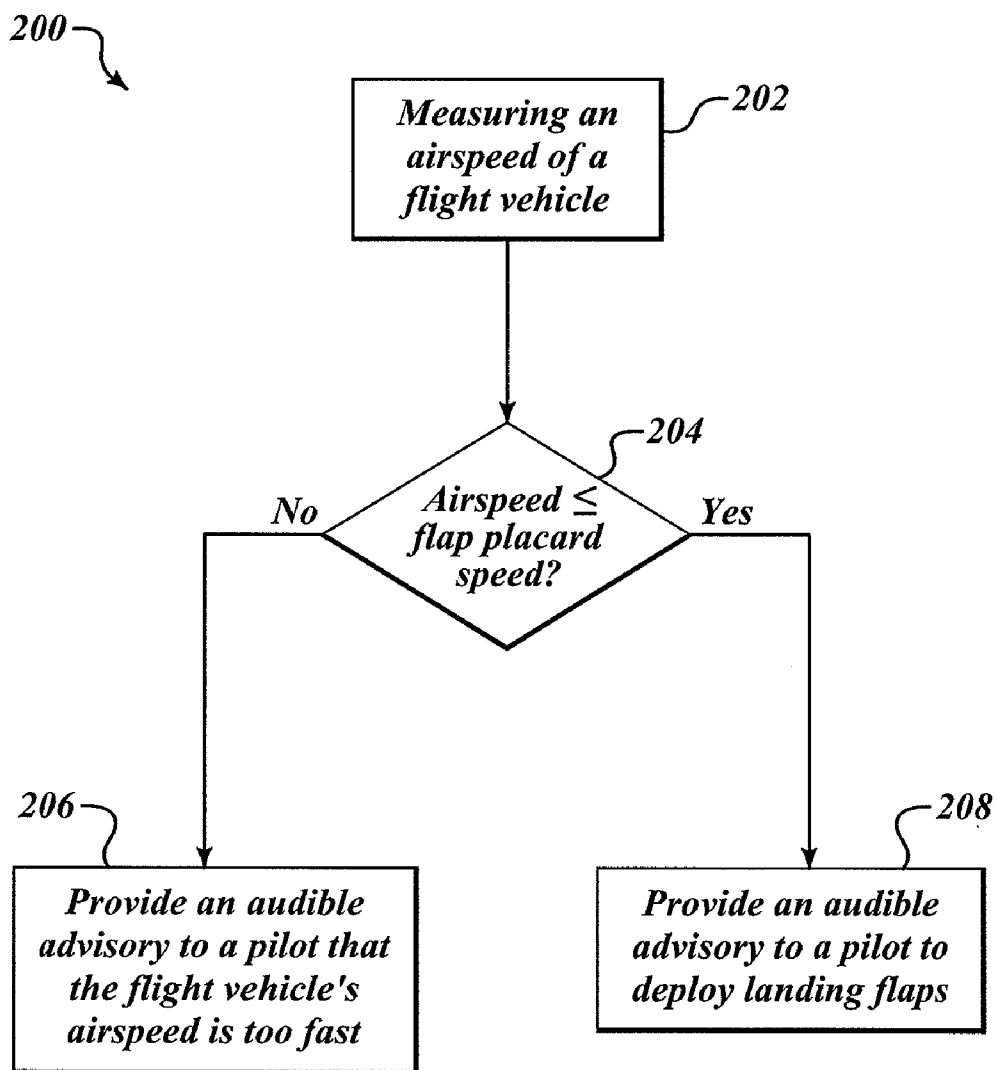 200
Measuring an
airspeed of a
flight vehicle
202
204
Airspeed ≤
flap placard
speed?
No
Yes
206
Provide an audible
advisory to a pilot that
the flight vehicle's
airspeed is too fast
208
Provide an audible
advisory to a pilot to
deploy landing flaps